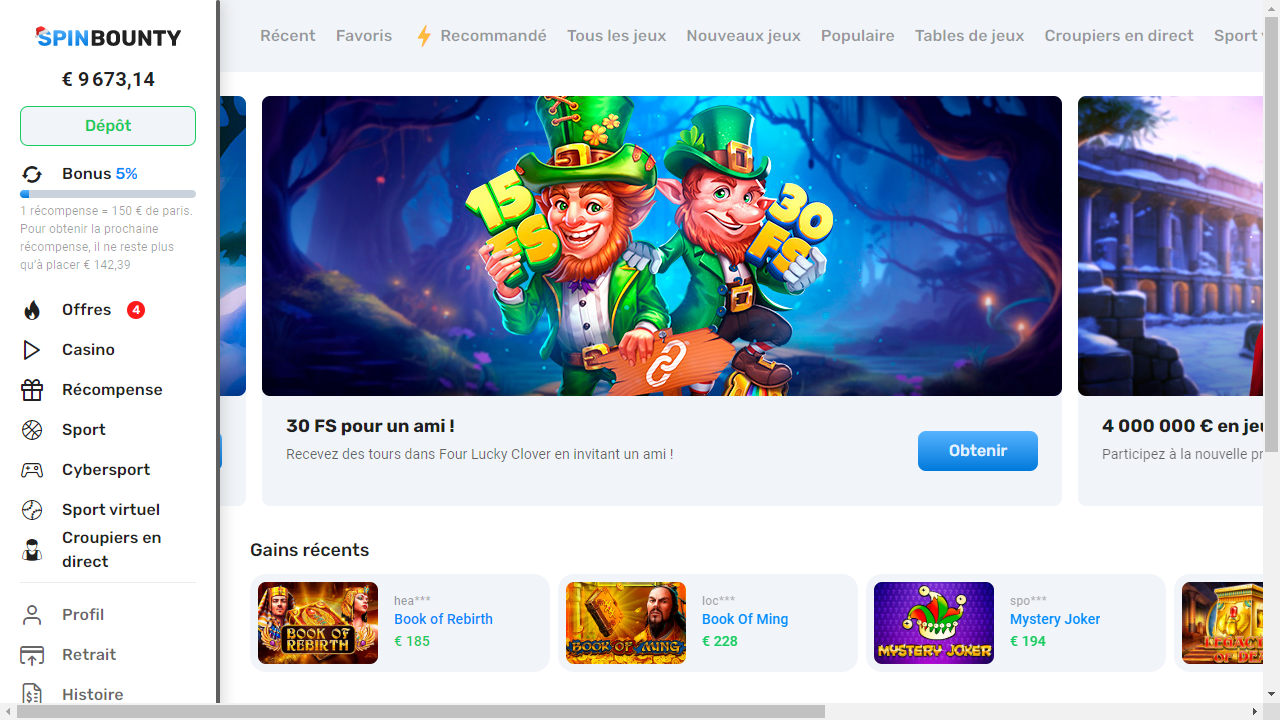 SPINBOUNTY
€ 9 673,14
Dépôt
Bonus 5%
1 récompense = 150 € de paris.
Pour obtenir la prochaine
récompense, il ne reste plus
qu'à placer € 142,39
Offres 4
Casino
Récompense
Sport
Cybersport
Sport virtuel
Croupiers en
direct
Profil
Retrait
Histoire
Récent Favoris Recommandé Tous les jeux Nouveaux jeux Populaire Tables de jeux Croupiers en direct Sport
15 FS
30 FS
30 FS pour un ami !
Recevez des tours dans Four Lucky Clover en invitant un ami !
Obtenir
4 000 000 € en
Participez à la nouvelle
Gains récents
BOOK OF
REBIRTH
hea***
Book of Rebirth
€ 185
BOOK OF MING
loc***
Book Of Ming
€ 228
MYSTERY JOKER
spo***
Mystery Joker
€ 194